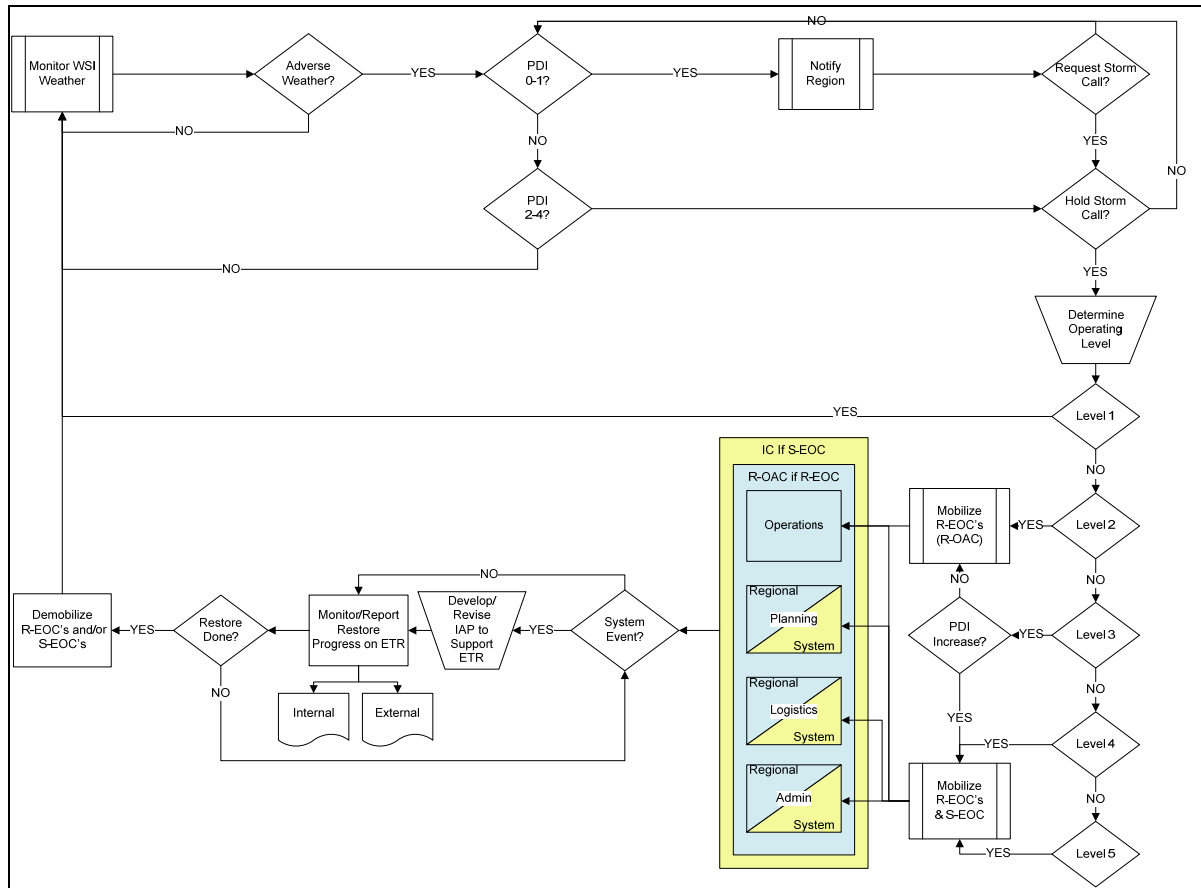 NO
Monitor WSI
Weather
Adverse
Weather?
YES
PDI
0-1?
YES
Notify
Region
Request Storm
Call?
NO
NO
YES
NO
PDI
2-4?
Hold Storm
Call?
NO
YES
Determine
Operating
Level
YES
Level 1
NO
IC If S-EOC
R-OAC if R-EOC
Operations
Mobilize
R-EOC's
(R-OAC)
YES
Level 2
NO
NO
Regional
Planning
System
PDI
Increase?
YES
Level 3
NO
YES
Demobilize
R-EOC's and/or
S-EOC's
YES
Restore
Done?
NO
Monitor/Report
Restore
Progress on ETR
Internal
External
NO
Develop/
Revise
IAP to
Support
ETR
YES
System
Event?
Regional
Logistics
System
YES
Level 4
NO
Regional
Admin
System
Mobilize
R-EOC's
& S-EOC
YES
Level 5